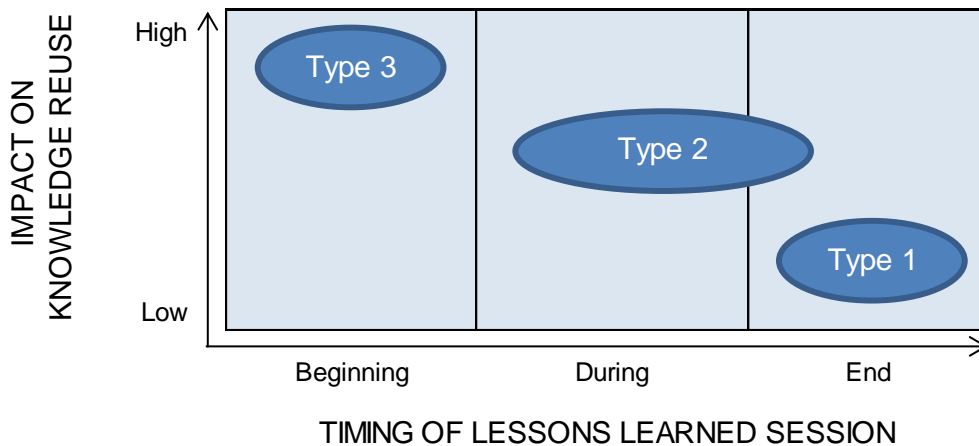 IMPACT ON
KNOWLEDGE REUSE
High
Low
Type 3
Type 2
Type 1
Beginning
During
End
TIMING OF LESSONS LEARNED SESSION